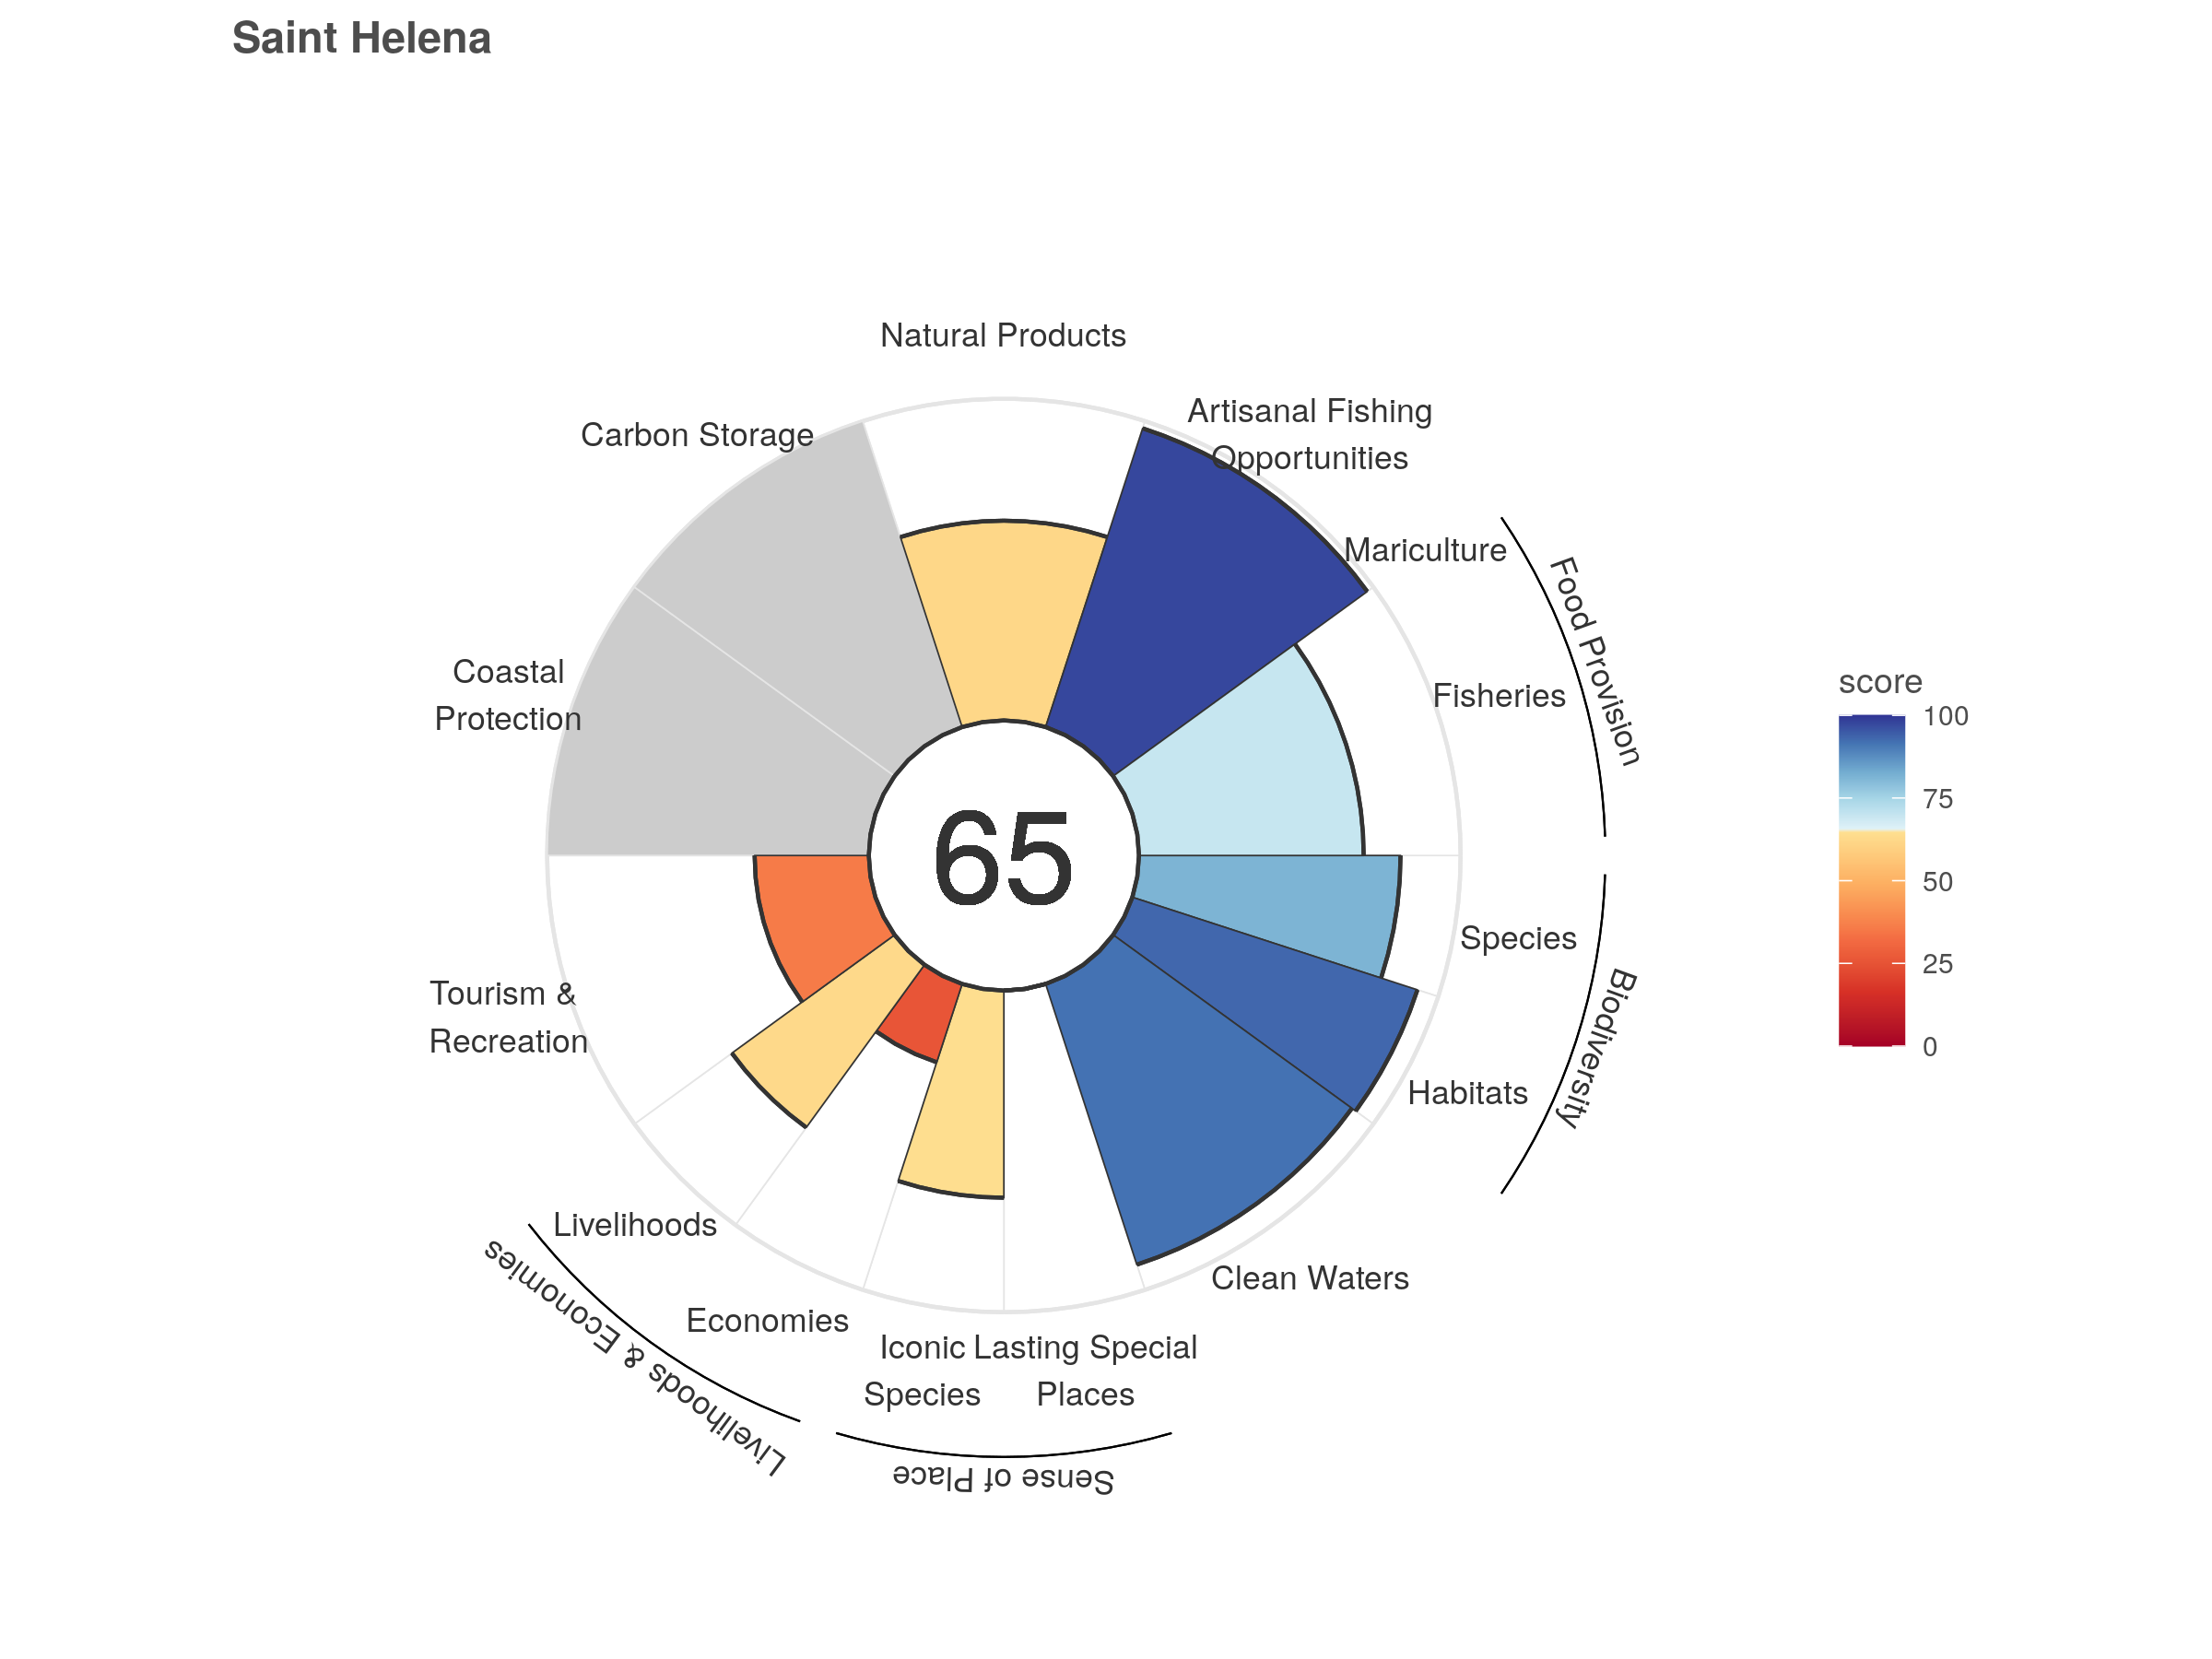 Saint Helena
Natural Products
Artisanal Fishing
Opportunities
Carbon Storage
Mariculture
Food Provision
Fisheries
Coastal
Protection
score
100
75
50
25
0
65
Species
Biodiversity
Habitats
Tourism &
Recreation
Livelihoods
Livelihoods & Economies
Clean Waters
Economies
Iconic
Species
Lasting Special
Places
Sense of Place